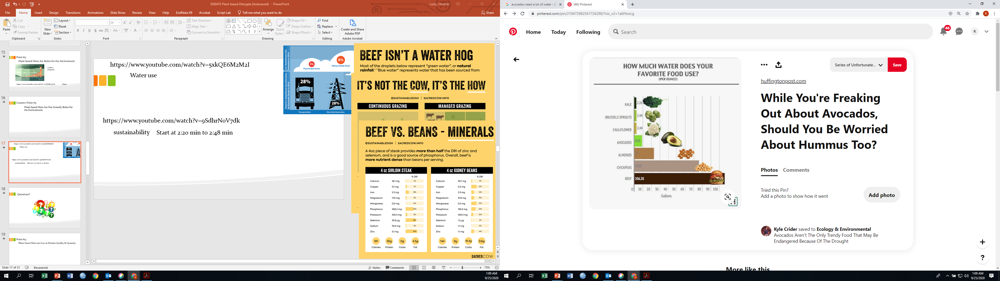 DEBATE Plant-based Diet.pptx [Autosaved] - PowerPoint
Leidy, Heather
File Home Insert Design Transitions Animations Slide Show Review View Help EndNote X9 Acrobat Script Lab Tell me what you want to do
Share
Paste
Cut
Copy
Format Painter
Clipboard
New Slide
Layout
Reset
Section
Slides
24
Font
Text Direction
Align Text
Convert to SmartArt
Paragraph
Arrange
Quick Styles
Shape Fill
Shape Outline
Shape Effects
Drawing
Find
Replace
Select
Editing
Create and Share Adobe PDF
Adobe Acrobat
15
Point #3:
Plant-based Diets Are Better for the Environment
Carbon footprint
Water
16
Counter-Point #3:
Plant-based Diets Are Not Actually Better for the Environment
17
https://www.youtube.com/watch?v=5xkQE6M2M2I
Water use
https://www.youtube.com/watch?v=9SdhrNoV7dk
sustainability Start at 2:20 min to 2:48 min
18
Questions?
19
Point #4:
Plant-based Diets are Low in Protein Quality & Quantity
https://www.youtube.com/watch?v=5xkQE6M2M2I
Water use
https://www.youtube.com/watch?v=9SdhrNoV7dk
sustainability Start at 2:20 min to 2:48 min
U.S. Greenhouse Gas Emissions in 2016
3%
Fluorinated Gases
6%
Nitrous Oxide (N₂O)
Total U.S. Greenhouse Gas Emissions by Economic Sector in 2016
28%
Transportation
28%
Electricity Generation
BEEF ISN'T A WATER HOG
Most of the droplets below represent "green water", or natural
rainfall.¹ "Blue water" represents water that has been sourced from
IT'S NOT THE COW, IT'S THE HOW
@SUSTAINABLEDISH | SACREDCOW.INFO
CONTINUOUS GRAZING MANAGED GRAZING
BEEF VS. BEANS - MINERALS
@SUSTAINABLEDISH | SACREDCOW.INFO
A 4oz piece of steak provides more than half the DRI of zinc and
selenium, and is a good source of phosphorus. Overall, beef is
more nutrient dense than beans per serving.
4 oz SIRLOIN STEAK
% DRI
Calcium 18.1 mg 2%
Copper 0.1 mg 7%
Iron 3.3 mg 18%
Magnesium 17.0 mg 5%
Manganese 0.0 mg 0%
Phosphorus 306.2 mg 44%
Potassium 435.4 mg 9%
Selenium 30.8 µg 56%
Sodium 76.0 mg 3%
Zinc 5.1 mg 64%
181 30g 0g 4.5g
Calories Protein Carbs Fat
4 oz KIDNEY BEANS
% DRI
Calcium 39.7 mg 4%
Copper 0.2 mg 27%
Iron 2.5 mg 14%
Magnesium 47.6 mg 15%
Manganese 0.5 mg 27%
Phosphorus 156.5 mg 22%
Potassium 459.3 mg 10%
Selenium 1.2 µg 2%
Sodium 1.1 mg 0%
Zinc 1.1 mg 14%
144 9g 18.4g 0.6g
Calories Protein Carbs Fat
SACREDCOW
Slide 17 of 31 Recovered
Notes Comments 75%
1:09 AM
9/25/2020
avocados need a lot of water - G
(46) Pinterest
pinterest.com/pin/210472982561726290/?nic_v2=1a6IYooLg
R
Home Today Following
Search
46
R
Series of Unfortunate...
Save
HOW MUCH WATER DOES YOUR
FAVORITE FOOD USE?
(PER OUNCE)
KALE 2.26
BRUSSELS SPROUTS 2.44
CAULIFLOWER 2.44
AVOCADOS 9.05
ALMONDS
CHICKPEAS 76.07
BEEF 106.28
0 10 20 30 40 50 60 70 80 90 100
Gallons
H
huffingtonpost.com
While You're Freaking
Out About Avocados,
Should You Be Worried
About Hummus Too?
Photos Comments
Tried this Pin?
Add a photo to show how it went
Add photo
Kyle Crider saved to Ecology & Environmental
Avocados Aren't The Only Trendy Food That May Be
Endangered Because Of The Drought
More like this
1:09 AM
9/25/2020